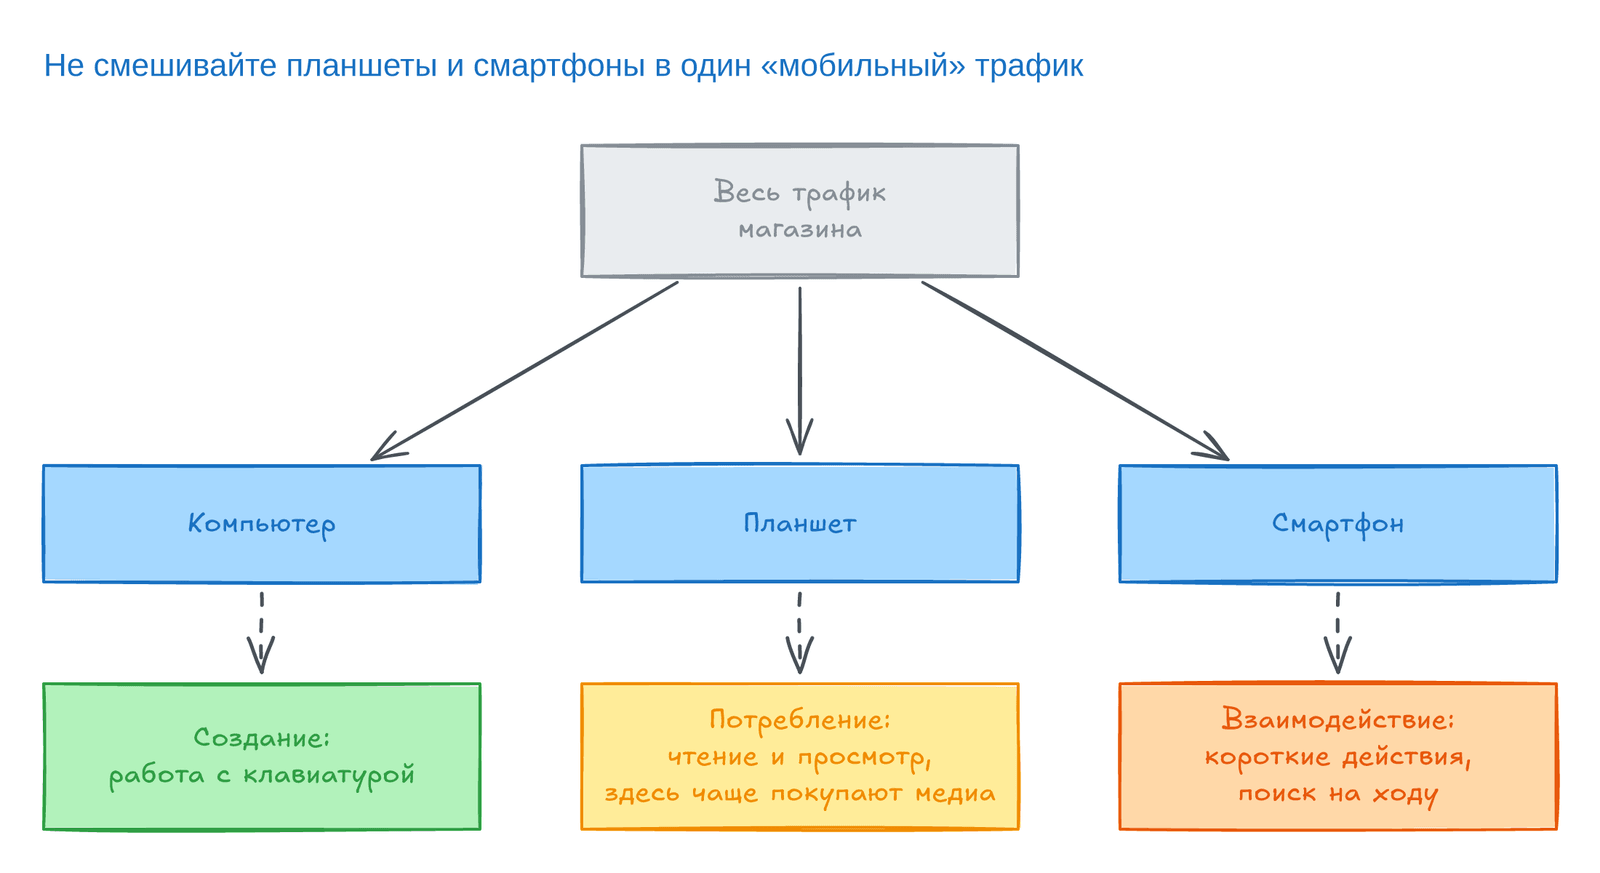 Не смешивайте планшеты и смартфоны в один «мобильный» трафик
Весь трафик
магазина
Компьютер
Планшет
Смартфон
Создание:
работа с клавиатурой
Потребление:
чтение и просмотр,
здесь чаще покупают медиа
Взаимодействие:
короткие действия,
поиск на ходу